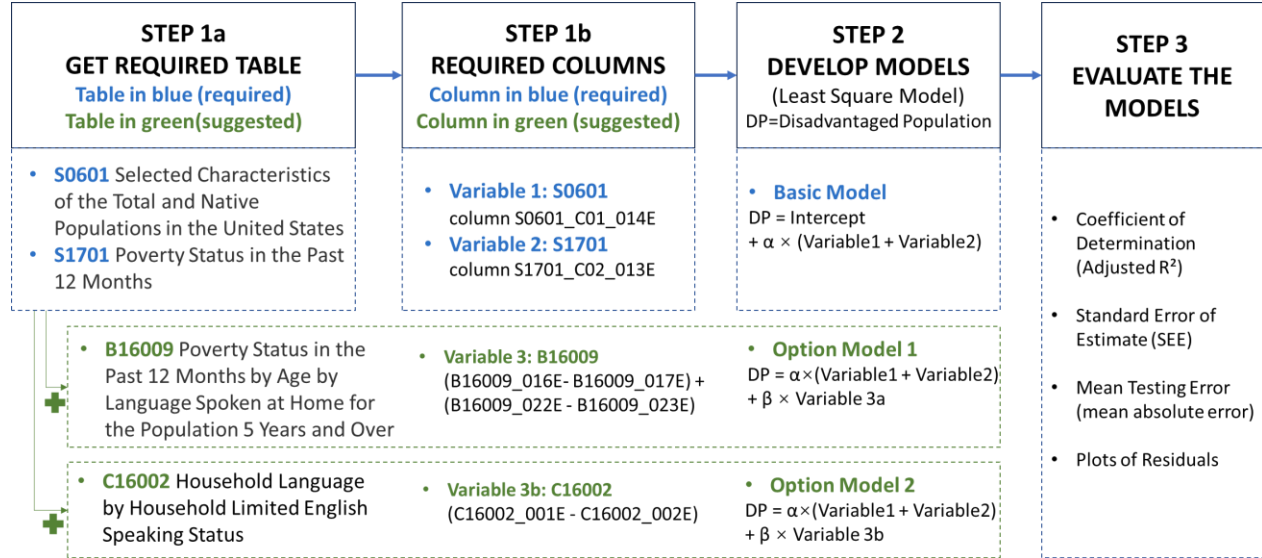 STEP 1a
GET REQUIRED TABLE
Table in blue (required)
Table in green(suggested)
STEP 1b
REQUIRED COLUMNS
Column in blue (required)
Column in green (suggested)
STEP 2
DEVELOP MODELS
(Least Square Model)
DP=Disadvantaged Population
STEP 3
EVALUATE THE
MODELS
• S0601 Selected Characteristics
of the Total and Native
Populations in the United States
• S1701 Poverty Status in the Past
12 Months
• Variable 1: S0601
column S0601_C01_014E
• Variable 2: S1701
column S1701_C02_013E
• Basic Model
DP = Intercept
+ α × (Variable1 + Variable2)
• B16009 Poverty Status in the
Past 12 Months by Age by
Language Spoken at Home for
the Population 5 Years and Over
• Variable 3: B16009
(B16009_016E- B16009_017E) +
(B16009_022E - B16009_023E)
• Option Model 1
DP = α×(Variable1 + Variable2)
+ β × Variable 3a
• C16002 Household Language
by Household Limited English
Speaking Status
• Variable 3b: C16002
(C16002_001E - C16002_002E)
• Option Model 2
DP = α×(Variable1 + Variable2)
+ β × Variable 3b
• Coefficient of
Determination
(Adjusted R²)
• Standard Error of
Estimate (SEE)
• Mean Testing Error
(mean absolute error)
• Plots of Residuals